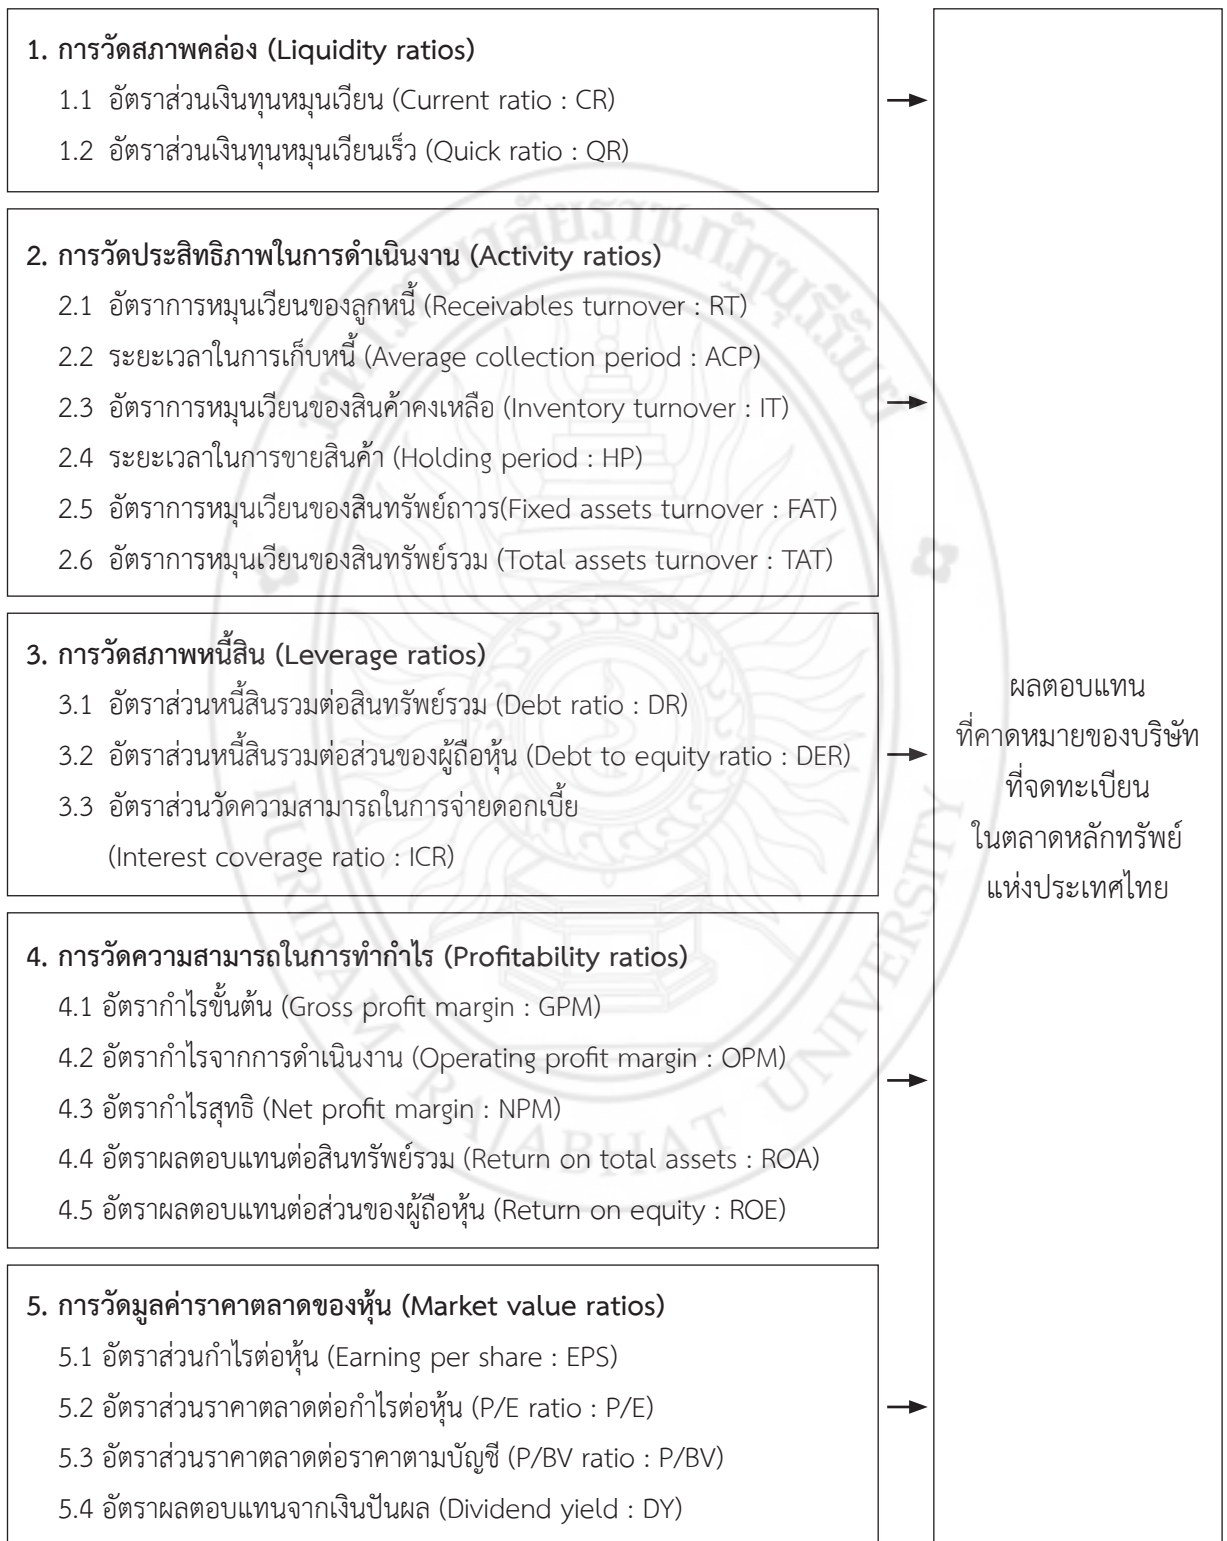 1. การวัดสภาพคล่อง (Liquidity ratios)
1.1 อัตราส่วนเงินทุนหมุนเวียน (Current ratio : CR)
1.2 อัตราส่วนเงินทุนหมุนเวียนเร็ว (Quick ratio : QR)
2. การวัดประสิทธิภาพในการดำเนินงาน (Activity ratios)
2.1 อัตราการหมุนเวียนของลูกหนี้ (Receivables turnover : RT)
2.2 ระยะเวลาในการเก็บหนี้ (Average collection period : ACP)
2.3 อัตราการหมุนเวียนของสินค้าคงเหลือ (Inventory turnover : IT)
2.4 ระยะเวลาในการขายสินค้า (Holding period : HP)
2.5 อัตราการหมุนเวียนของสินทรัพย์ถาวร(Fixed assets turnover : FAT)
2.6 อัตราการหมุนเวียนของสินทรัพย์รวม (Total assets turnover : TAT)
3. การวัดสภาพหนี้สิน (Leverage ratios)
3.1 อัตราส่วนหนี้สินรวมต่อสินทรัพย์รวม (Debt ratio : DR)
3.2 อัตราส่วนหนี้สินรวมต่อส่วนของผู้ถือหุ้น (Debt to equity ratio : DER)
3.3 อัตราส่วนวัดความสามารถในการจ่ายดอกเบี้ย
(Interest coverage ratio : ICR)
4. การวัดความสามารถในการทำกำไร (Profitability ratios)
4.1 อัตรากำไรขั้นต้น (Gross profit margin : GPM)
4.2 อัตรากำไรจากการดำเนินงาน (Operating profit margin : OPM)
4.3 อัตรากำไรสุทธิ (Net profit margin : NPM)
4.4 อัตราผลตอบแทนต่อสินทรัพย์รวม (Return on total assets : ROA)
4.5 อัตราผลตอบแทนต่อส่วนของผู้ถือหุ้น (Return on equity : ROE)
5. การวัดมูลค่าราคาตลาดของหุ้น (Market value ratios)
5.1 อัตราส่วนกำไรต่อหุ้น (Earning per share : EPS)
5.2 อัตราส่วนราคาตลาดต่อกำไรต่อหุ้น (P/E ratio : P/E)
5.3 อัตราส่วนราคาตลาดต่อราคาตามบัญชี (P/BV ratio : P/BV)
5.4 อัตราผลตอบแทนจากเงินปันผล (Dividend yield : DY)
ผลตอบแทน
ที่คาดหมายของบริษัท
ที่จดทะเบียน
ในตลาดหลักทรัพย์
แห่งประเทศไทย
มหาวิทยาลัยราชภัฏบุรีรัมย์
BURIRAM RAJABHAT UNIVERSITY